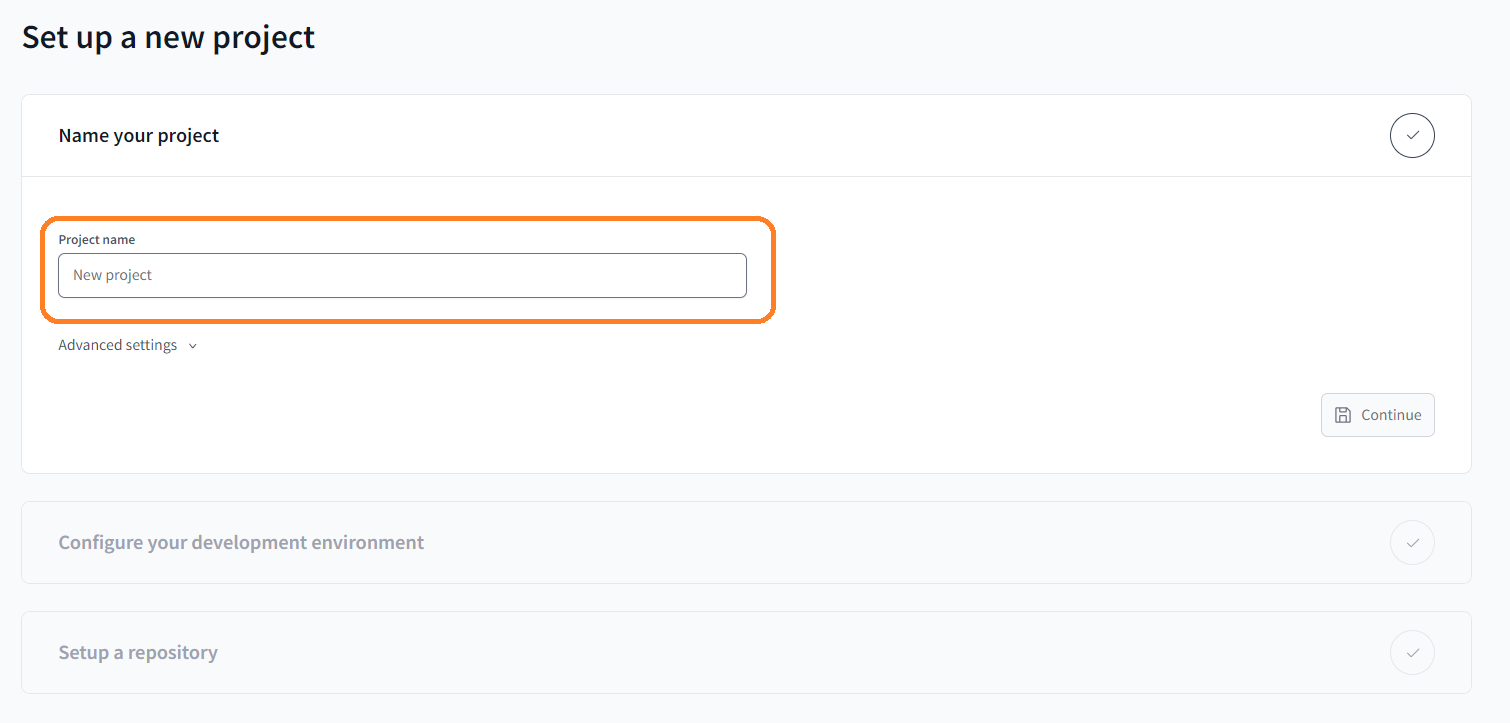 Set up a new project
Name your project
Project name
New project
Advanced settings
Continue
Configure your development environment
Setup a repository